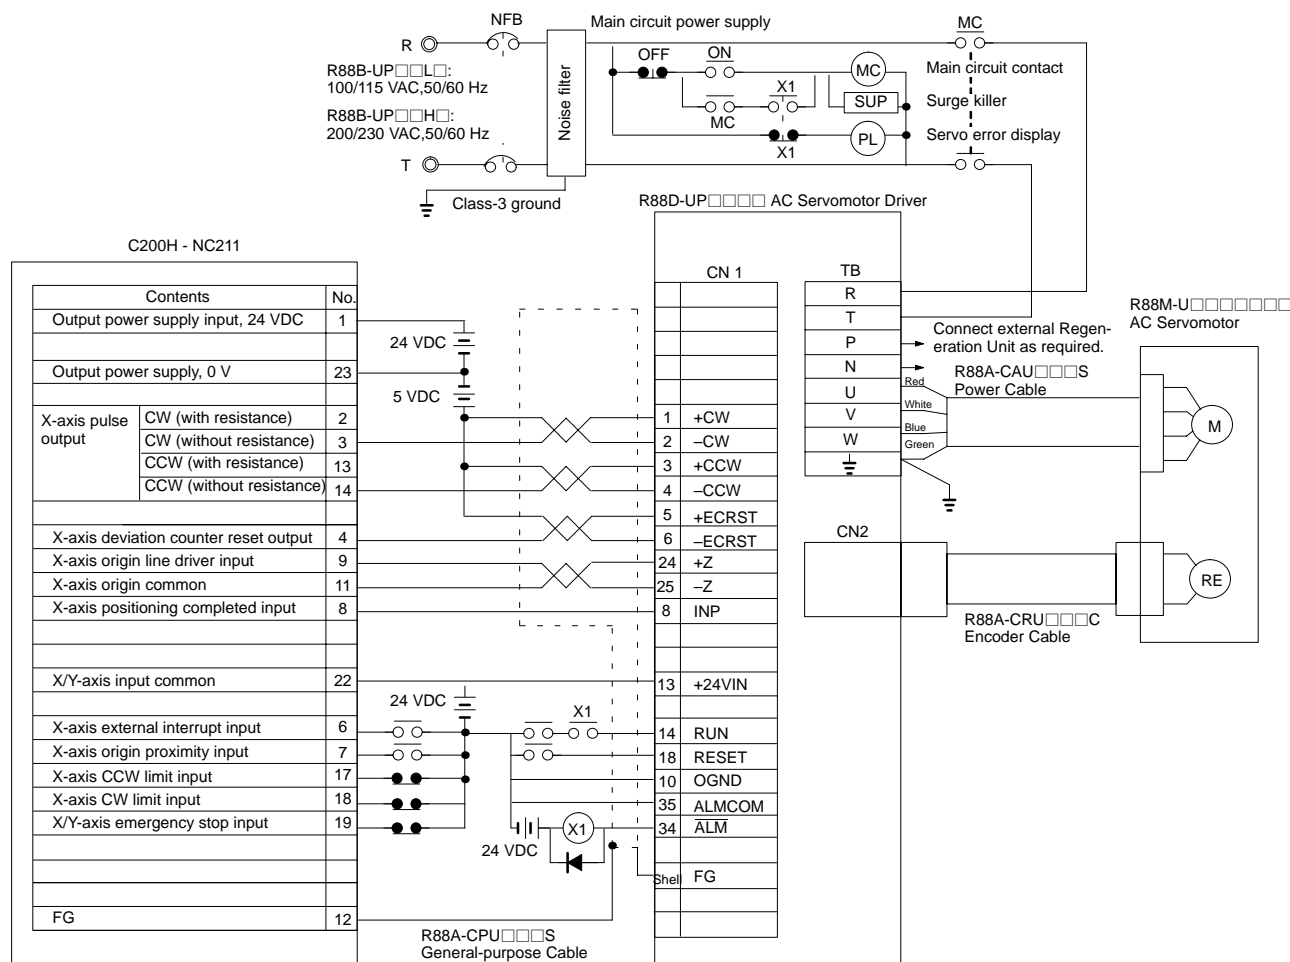 NFB
Main circuit power supply
MC
R
OFF
ON
MC
R88B-UP□□L□:
100/115 VAC,50/60 Hz
Noise filter
Main circuit contact
X1
SUP
Surge killer
R88B-UP□□H□:
200/230 VAC,50/60 Hz
MC
Servo error display
PL
X1
T
Class-3 ground
R88D-UP□□□□ AC Servomotor Driver
C200H - NC211
Contents No.
Output power supply input, 24 VDC 1
Output power supply, 0 V 23
X-axis pulse output
CW (with resistance) 2
CW (without resistance) 3
CCW (with resistance) 13
CCW (without resistance) 14
X-axis deviation counter reset output 4
X-axis origin line driver input 9
X-axis origin common 11
X-axis positioning completed input 8
X/Y-axis input common 22
X-axis external interrupt input 6
X-axis origin proximity input 7
X-axis CCW limit input 17
X-axis CW limit input 18
X/Y-axis emergency stop input 19
FG 12
24 VDC
5 VDC
24 VDC
X1
X1
24 VDC
R88A-CPU□□□S
General-purpose Cable
CN 1
1 +CW
2 –CW
3 +CCW
4 –CCW
5 +ECRST
6 –ECRST
24 +Z
25 –Z
8 INP
13 +24VIN
14 RUN
18 RESET
10 OGND
35 ALMCOM
34 ALM
Shell FG
TB
R
T
P
N
U
V
W
Connect external Regen-
eration Unit as required.
R88A-CAU□□□S
Power Cable
Red
White
Blue
Green
CN2
R88A-CRU□□□C
Encoder Cable
R88M-U□□□□□□□
AC Servomotor
M
RE